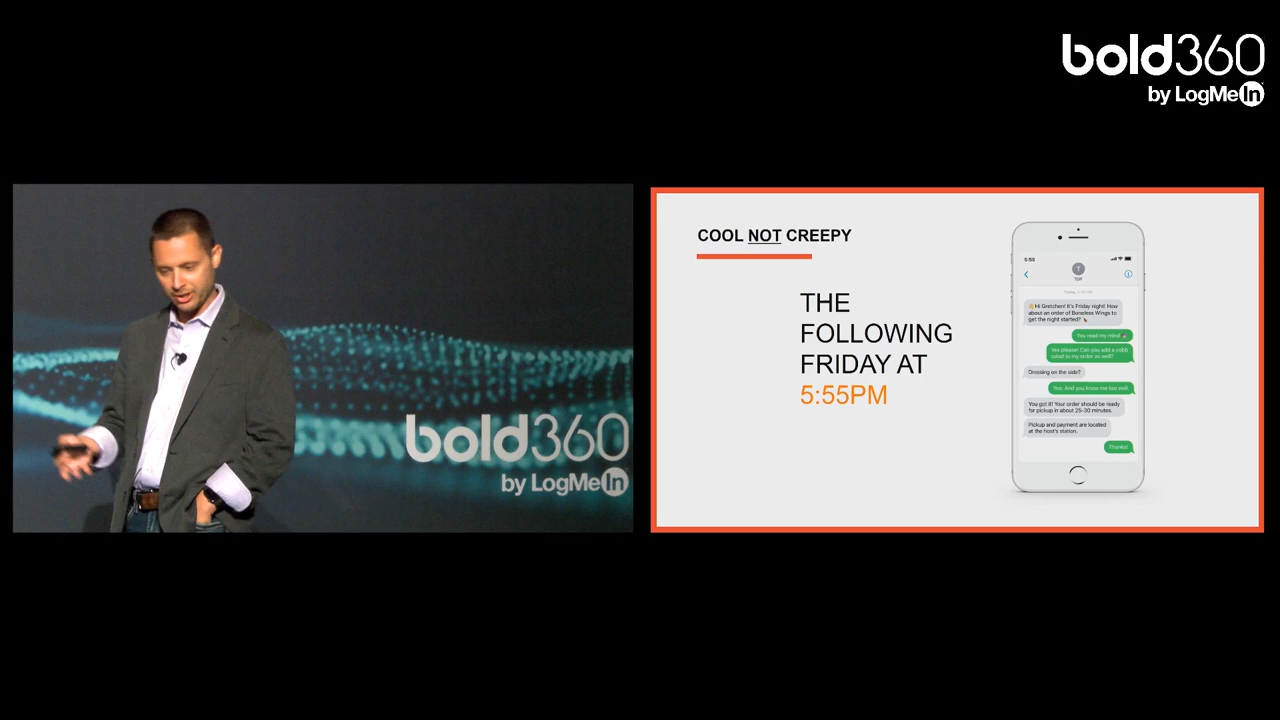 bold360
by LogMeIn
bold360
by LogMeIn
COOL NOT CREEPY
THE
FOLLOWING
FRIDAY AT
5:55PM
5:55
T
TGIF
👋Hi Gretchen! It's Friday night! How
about an order of Boneless Wings to
get the night started? 🍗
You read my mind
Yes please! Can you add a cobb
salad to my order as well?
Dressing on the side?
Yes. And you know me too well.
You got it! Your order should be ready
for pickup in about 25-30 minutes.
Pickup and payment are located
at the host's station.
Thanks!